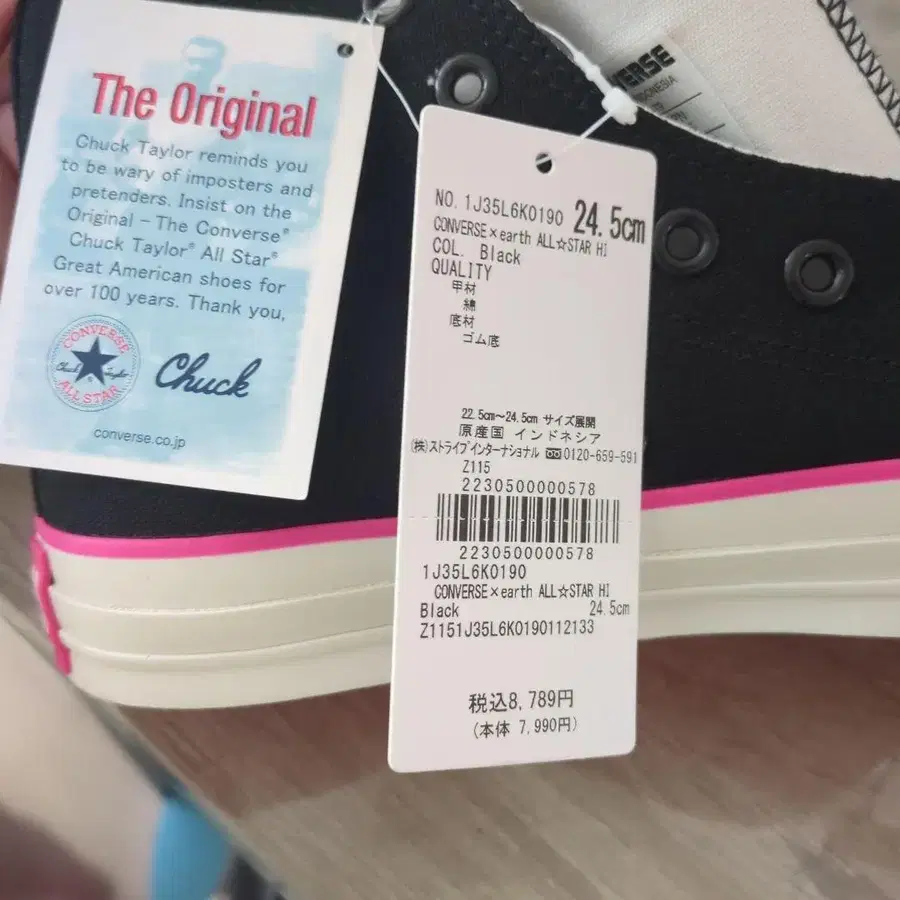 The Original
Chuck Taylor reminds you
to be wary of imposters and
pretenders. Insist on the
Original – The Converse®
Chuck Taylor® All Star®
Great American shoes for
over 100 years. Thank you,
CONVERSE
Chuck Taylor
ALL STAR
Chuck
converse.co.jp
NO. 1J35L6K0190 24.5cm
CONVERSE×earth ALL☆STAR HI
COL. Black
QUALITY
甲材
綿
底材
ゴム底
22.5cm〜24.5cm サイズ展開
原産国 インドネシア
(株)ストライプインターナショナル 0120-659-591
Z115
2230500000578
2230500000578
1J35L6K0190
CONVERSE×earth ALL☆STAR HI
Black 24.5cm
Z1151J35L6K0190112133
税込8,789円
(本体 7,990円)